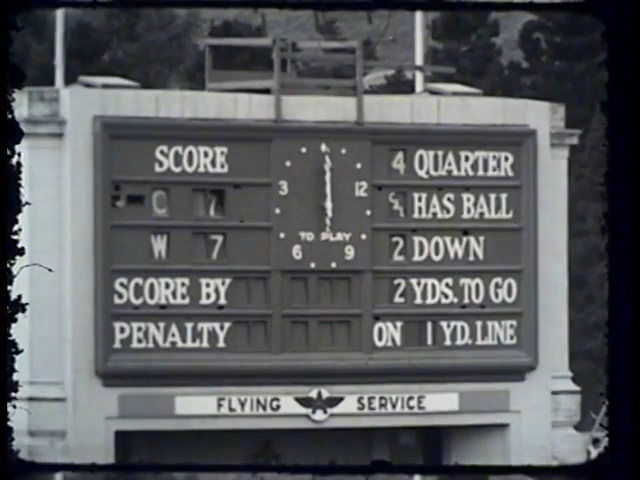 SCORE
C
W 7
SCORE BY
PENALTY
3 12
TO PLAY
6 9
4 QUARTER
HAS BALL
2 DOWN
2 YDS. TO GO
ON 1 YD. LINE
FLYING SERVICE